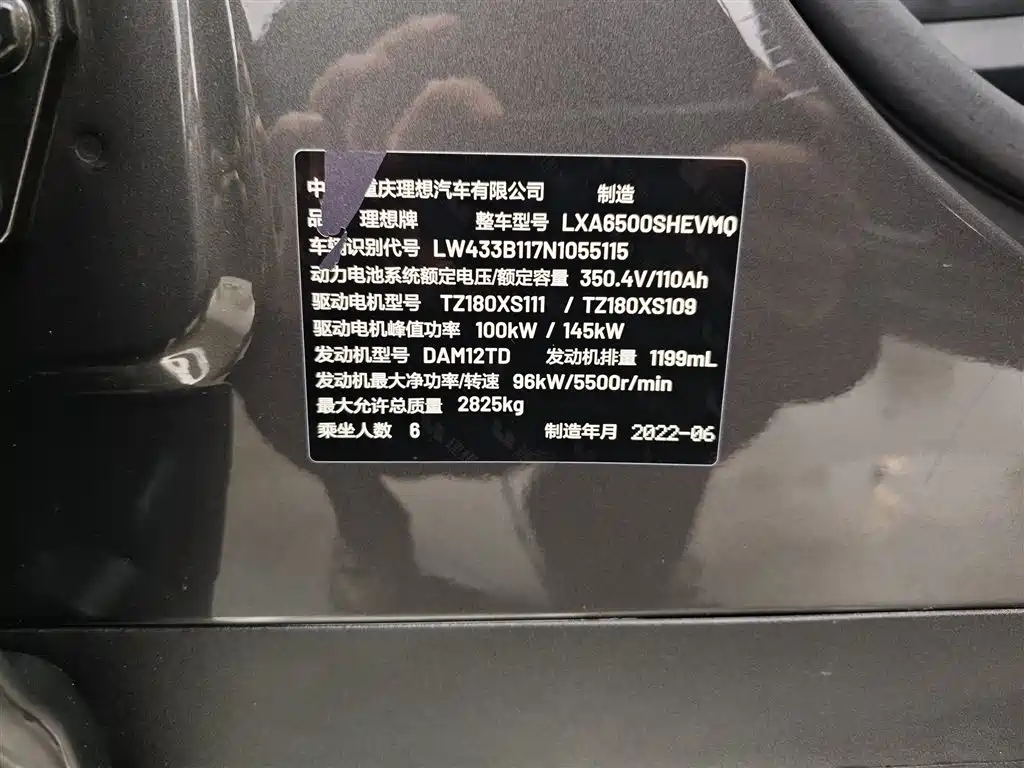 中 重庆理想汽车有限公司 制造
品 理想牌 整车型号 LXA6500SHEVMQ
车辆识别代号 LW433B117N1055115
动力电池系统额定电压/额定容量 350.4V/110Ah
驱动电机型号 TZ180XS111 / TZ180XS109
驱动电机峰值功率 100kW / 145kW
发动机型号 DAM12TD 发动机排量 1199mL
发动机最大净功率/转速 96kW/5500r/min
最大允许总质量 2825kg
乘坐人数 6 制造年月 2022-06